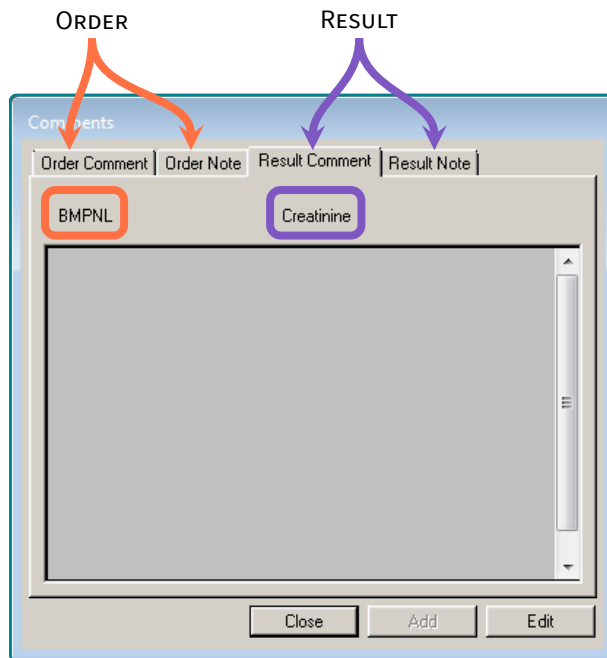 ORDER RESULT
Comments
Order Comment Order Note Result Comment Result Note
BMPNL Creatinine
Close Add Edit